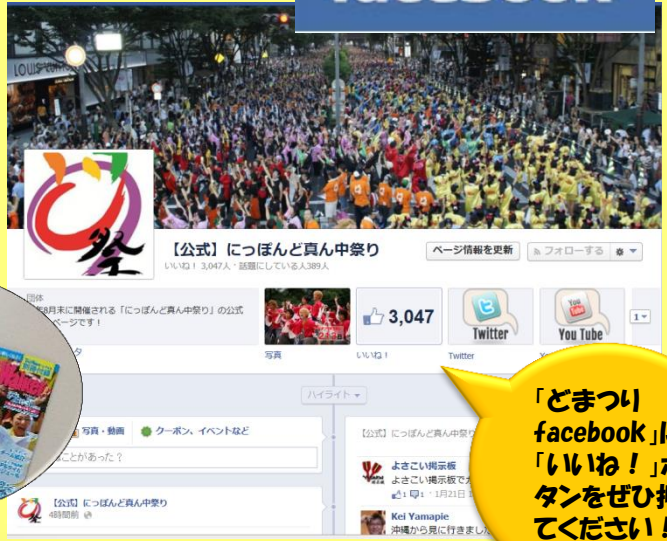 facebook
LOUIS VUITTON
祭
【公式】にっぽんど真ん中祭り
いいね！ 3,047人・話題にしている人389人
ページ情報を更新
フォローする
団体
年8月末に開催される「にっぽんど真ん中祭り」の公式
ページです！
写真
3,047
いいね！
Twitter
Twitter
You Tube
1
ハイライト
写真・動画
クーポン、イベントなど
ことがあった？
【公式】にっぽんど真ん中祭り
4時間前
【公式】にっぽんど真ん中祭り
よさこい掲示板
よさこい掲示板で
1 1・1月21日
Kei Yamapie
沖縄から見に行きました
Walker
「どまつり
facebook」に
「いいね！」ボ
タンをぜひ押
てください！